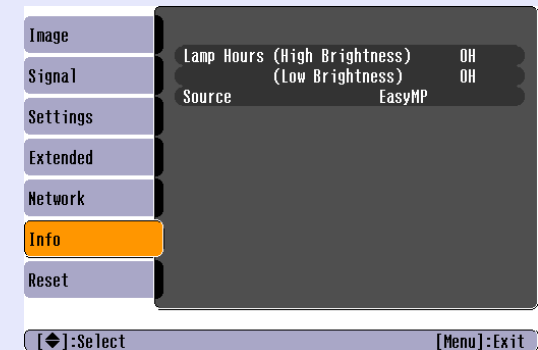 Image
Signal
Settings
Extended
Network
Info
Reset
Lamp Hours (High Brightness) 0H
(Low Brightness) 0H
Source EasyMP
[◆]:Select [Menu]:Exit